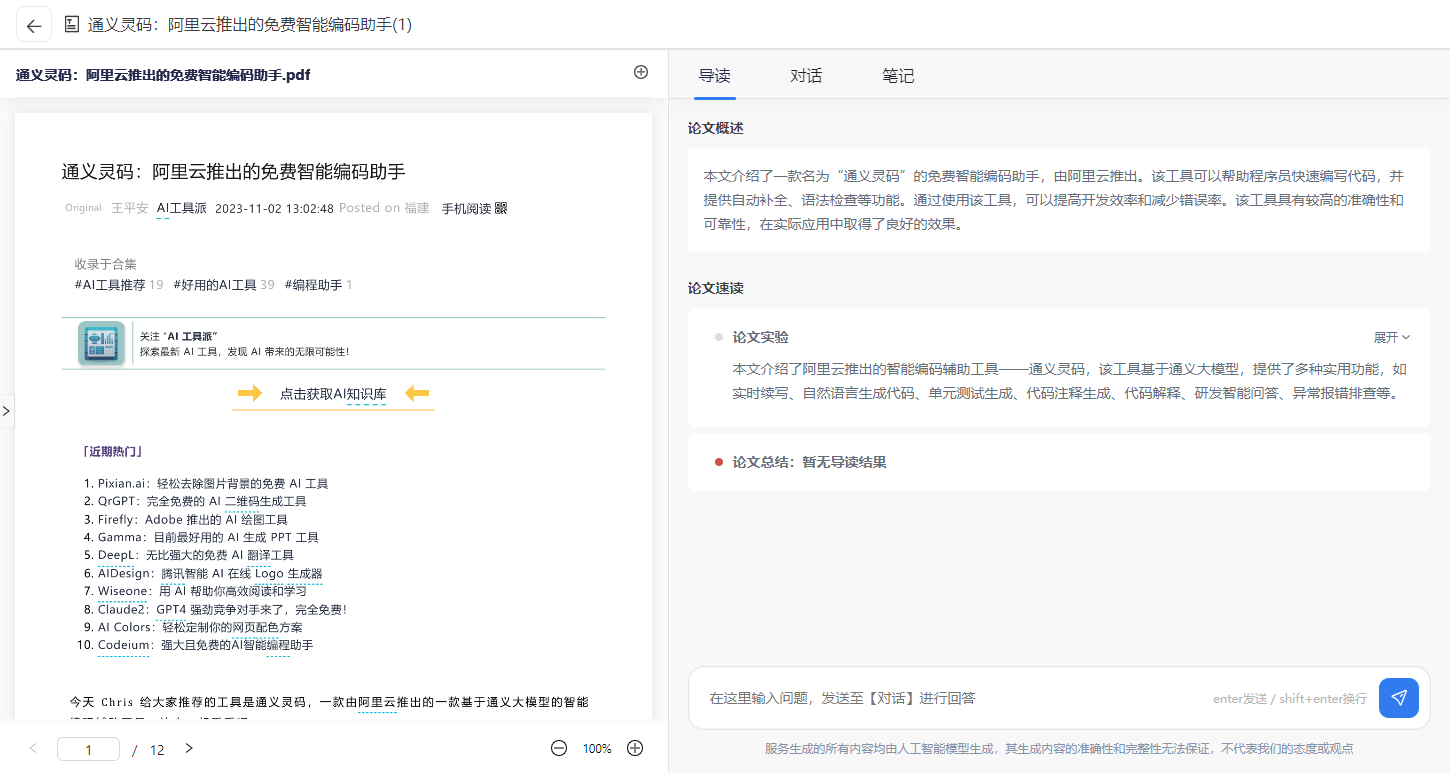 通义灵码：阿里云推出的免费智能编码助手(1)
通义灵码：阿里云推出的免费智能编码助手.pdf
通义灵码：阿里云推出的免费智能编码助手
Original 王平安 AI工具派 2023-11-02 13:02:48 Posted on 福建 手机阅读
收录于合集
#AI工具推荐 19 #好用的AI工具 39 #编程助手 1
关注 “AI 工具派”
探索最新 AI 工具，发现 AI 带来的无限可能性！
点击获取AI知识库
「近期热门」
1. Pixian.ai：轻松去除图片背景的免费 AI 工具
2. QrGPT：完全免费的 AI 二维码生成工具
3. Firefly：Adobe 推出的 AI 绘图工具
4. Gamma：目前最好用的 AI 生成 PPT 工具
5. DeepL：无比强大的免费 AI 翻译工具
6. AIDesign：腾讯智能 AI 在线 Logo 生成器
7. Wiseone：用 AI 帮助你高效阅读和学习
8. Claude2：GPT4 强劲竞争对手来了，完全免费！
9. AI Colors：轻松定制你的网页配色方案
10. Codeium：强大且免费的AI智能编程助手
今天 Chris 给大家推荐的工具是通义灵码，一款由阿里云推出的一款基于通义大模型的智能
1 / 12
100%
导读 对话 笔记
论文概述
本文介绍了一款名为“通义灵码”的免费智能编码助手，由阿里云推出。该工具可以帮助程序员快速编写代码，并
提供自动补全、语法检查等功能。通过使用该工具，可以提高开发效率和减少错误率。该工具具有较高的准确性和
可靠性，在实际应用中取得了良好的效果。
论文速读
论文实验 展开
本文介绍了阿里云推出的智能编码辅助工具——通义灵码，该工具基于通义大模型，提供了多种实用功能，如
实时续写、自然语言生成代码、单元测试生成、代码注释生成、代码解释、研发智能问答、异常报错排查等。
论文总结：暂无导读结果
在这里输入问题，发送至【对话】进行回答 enter发送 / shift+enter换行
服务生成的所有内容均由人工智能模型生成，其生成内容的准确性和完整性无法保证，不代表我们的态度或观点